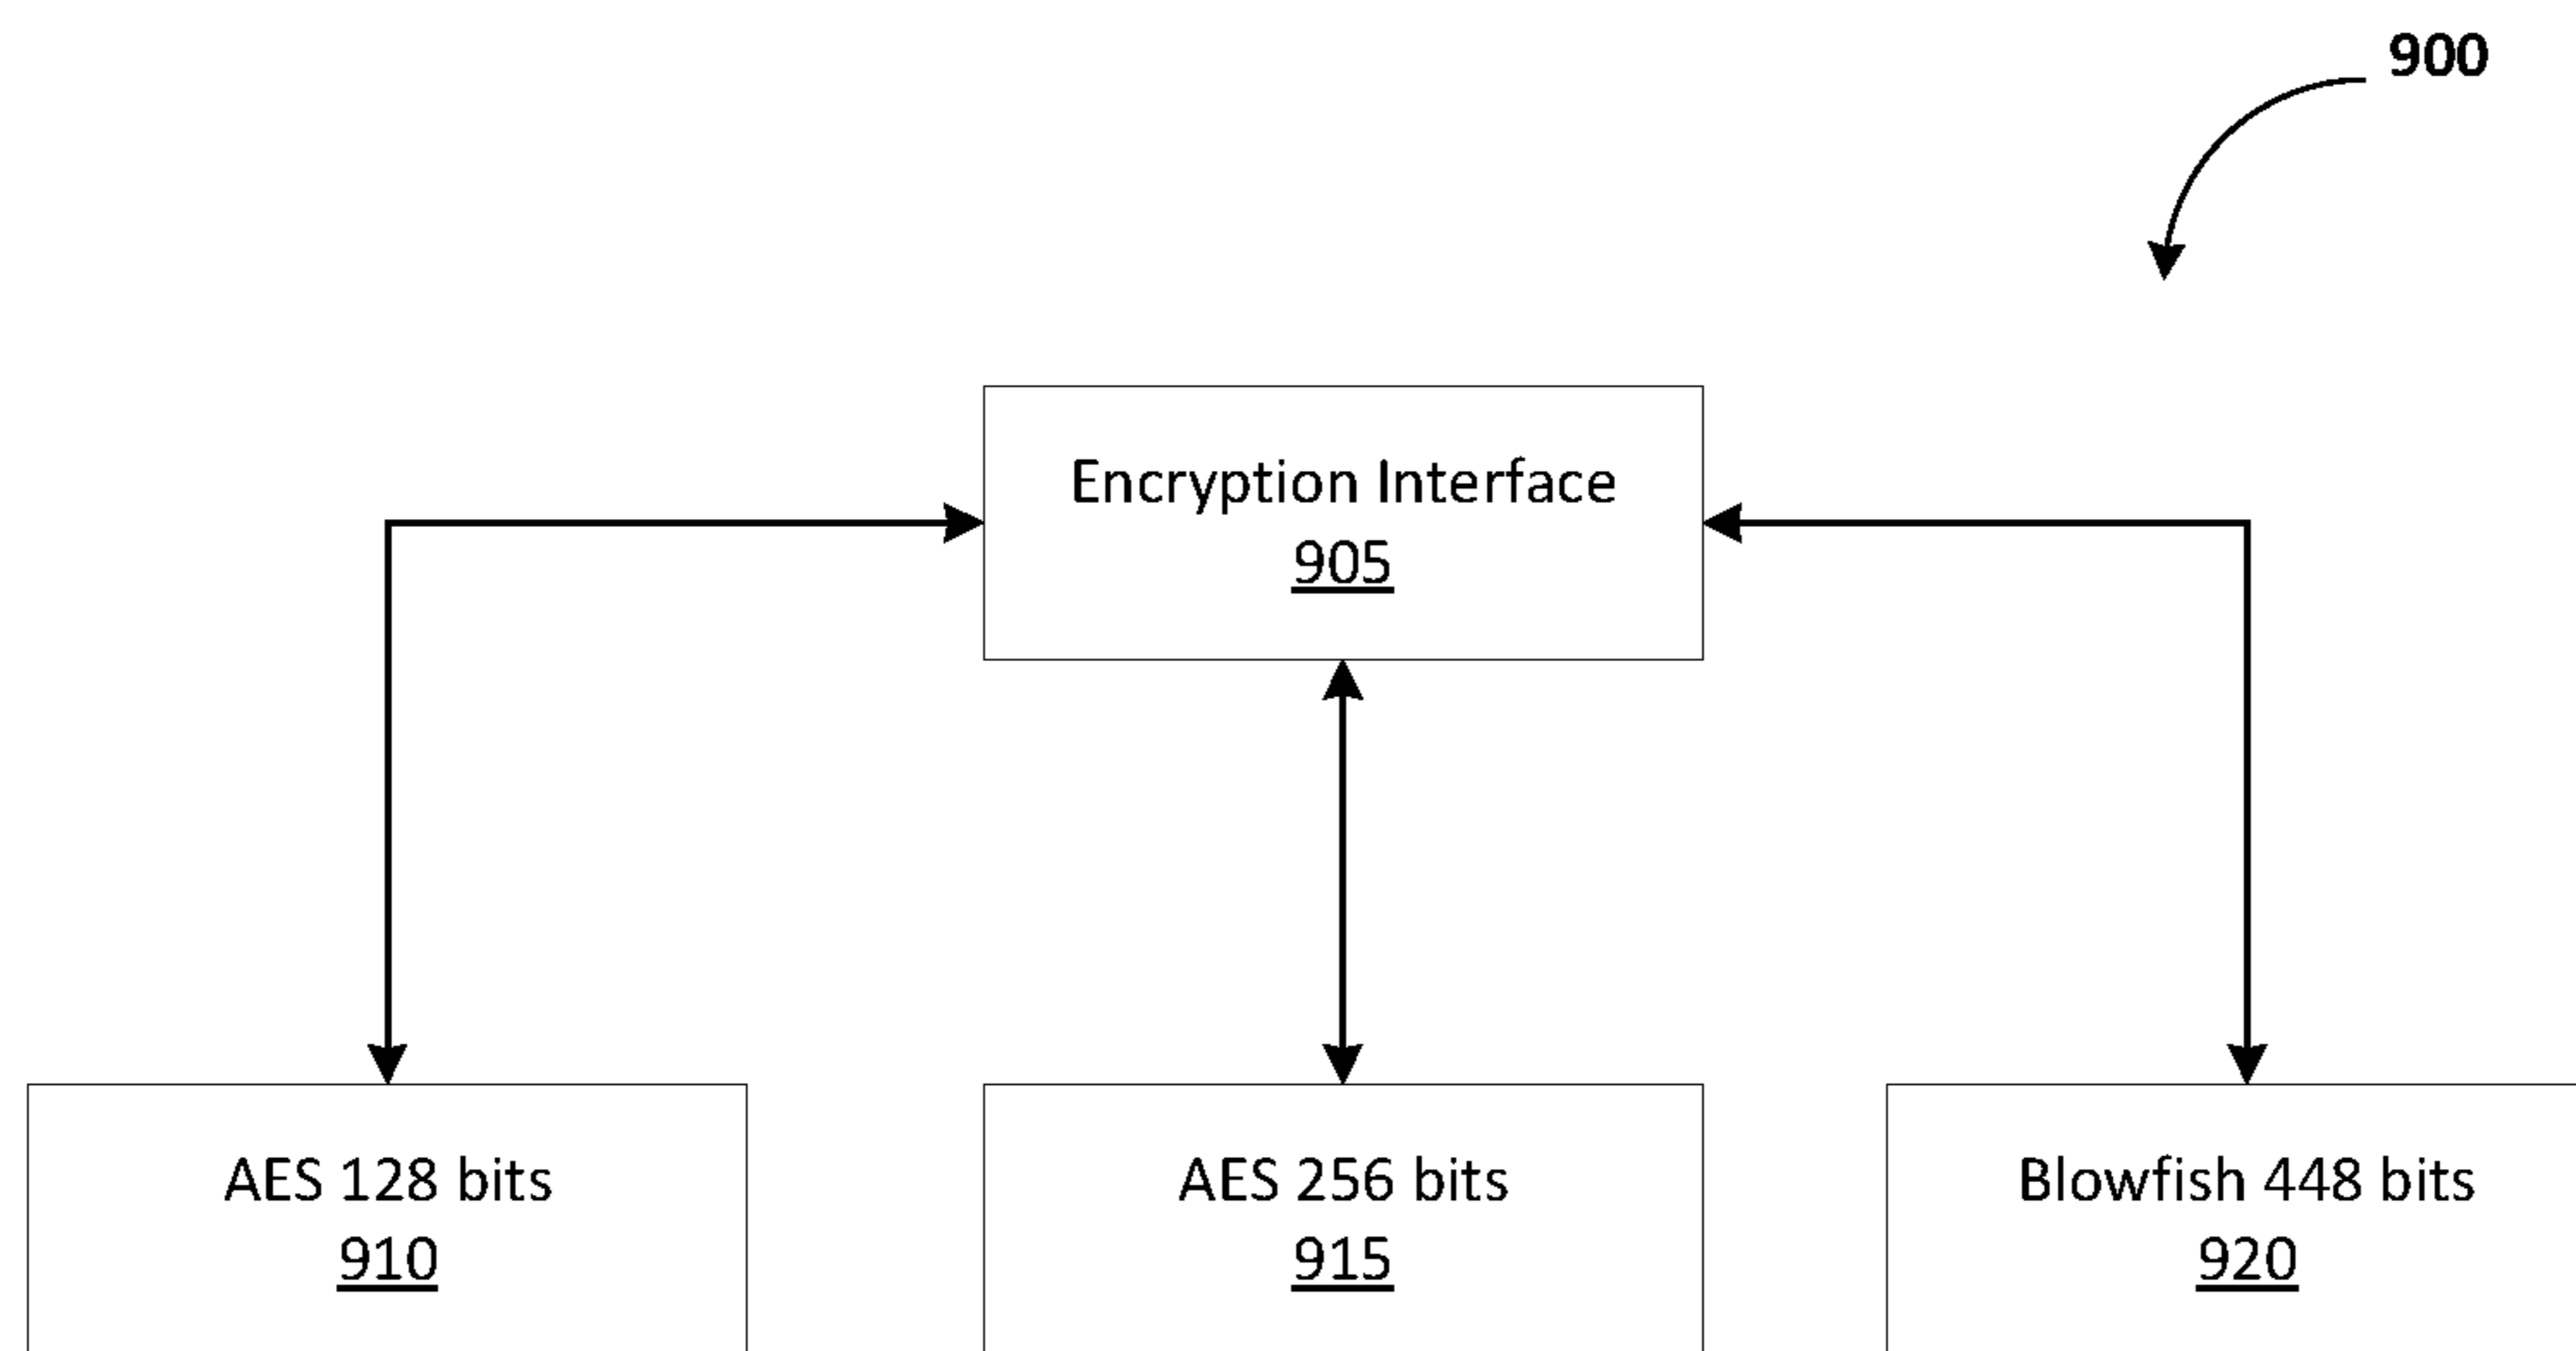 900
Encryption Interface
905
AES 128 bits
910
AES 256 bits
915
Blowfish 448 bits
920